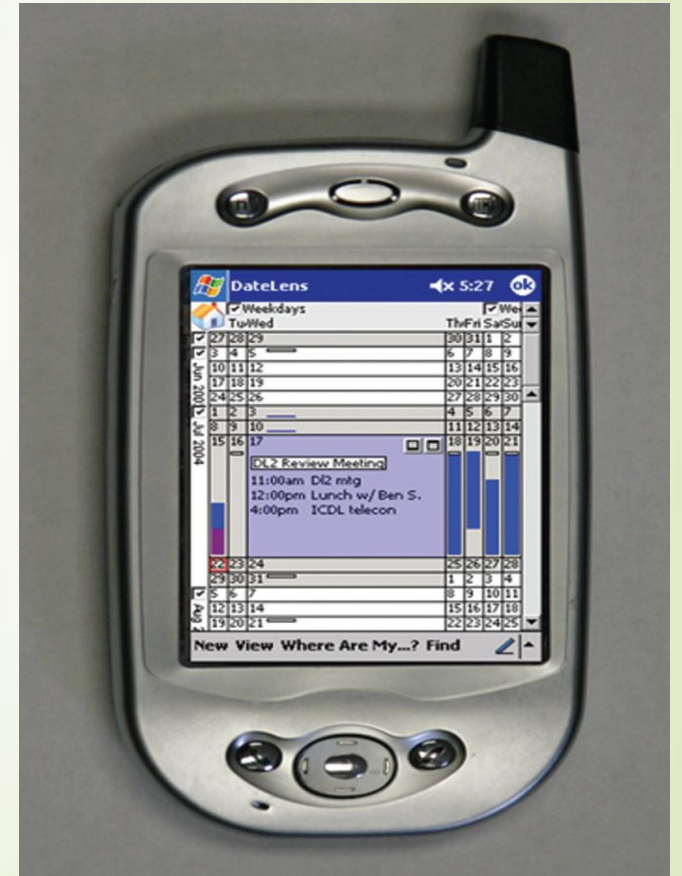 DateLens 5:27 ok
Weekdays We
Tu Wed Thu Fri Sat Sun
27 28 29 30 31 1 2
3 4 5 6 7 8 9
10 11 12 13 14 15 16
17 18 19 20 21 22 23
24 25 26 27 28 29 30
1 2 3 4 5 6 7
8 9 10 11 12 13 14
15 16 17 18 19 20 21
DL2 Review Meeting
11:00am Dl2 mtg
12:00pm Lunch w/ Ben S.
4:00pm ICDL telecon
22 23 24 25 26 27 28
29 30 31 1 2 3 4
5 6 7 8 9 10 11
12 13 14 15 16 17 18
19 20 21 22 23 24 25
Jun 200
Jul 2004
Aug 2
New View Where Are My...? Find